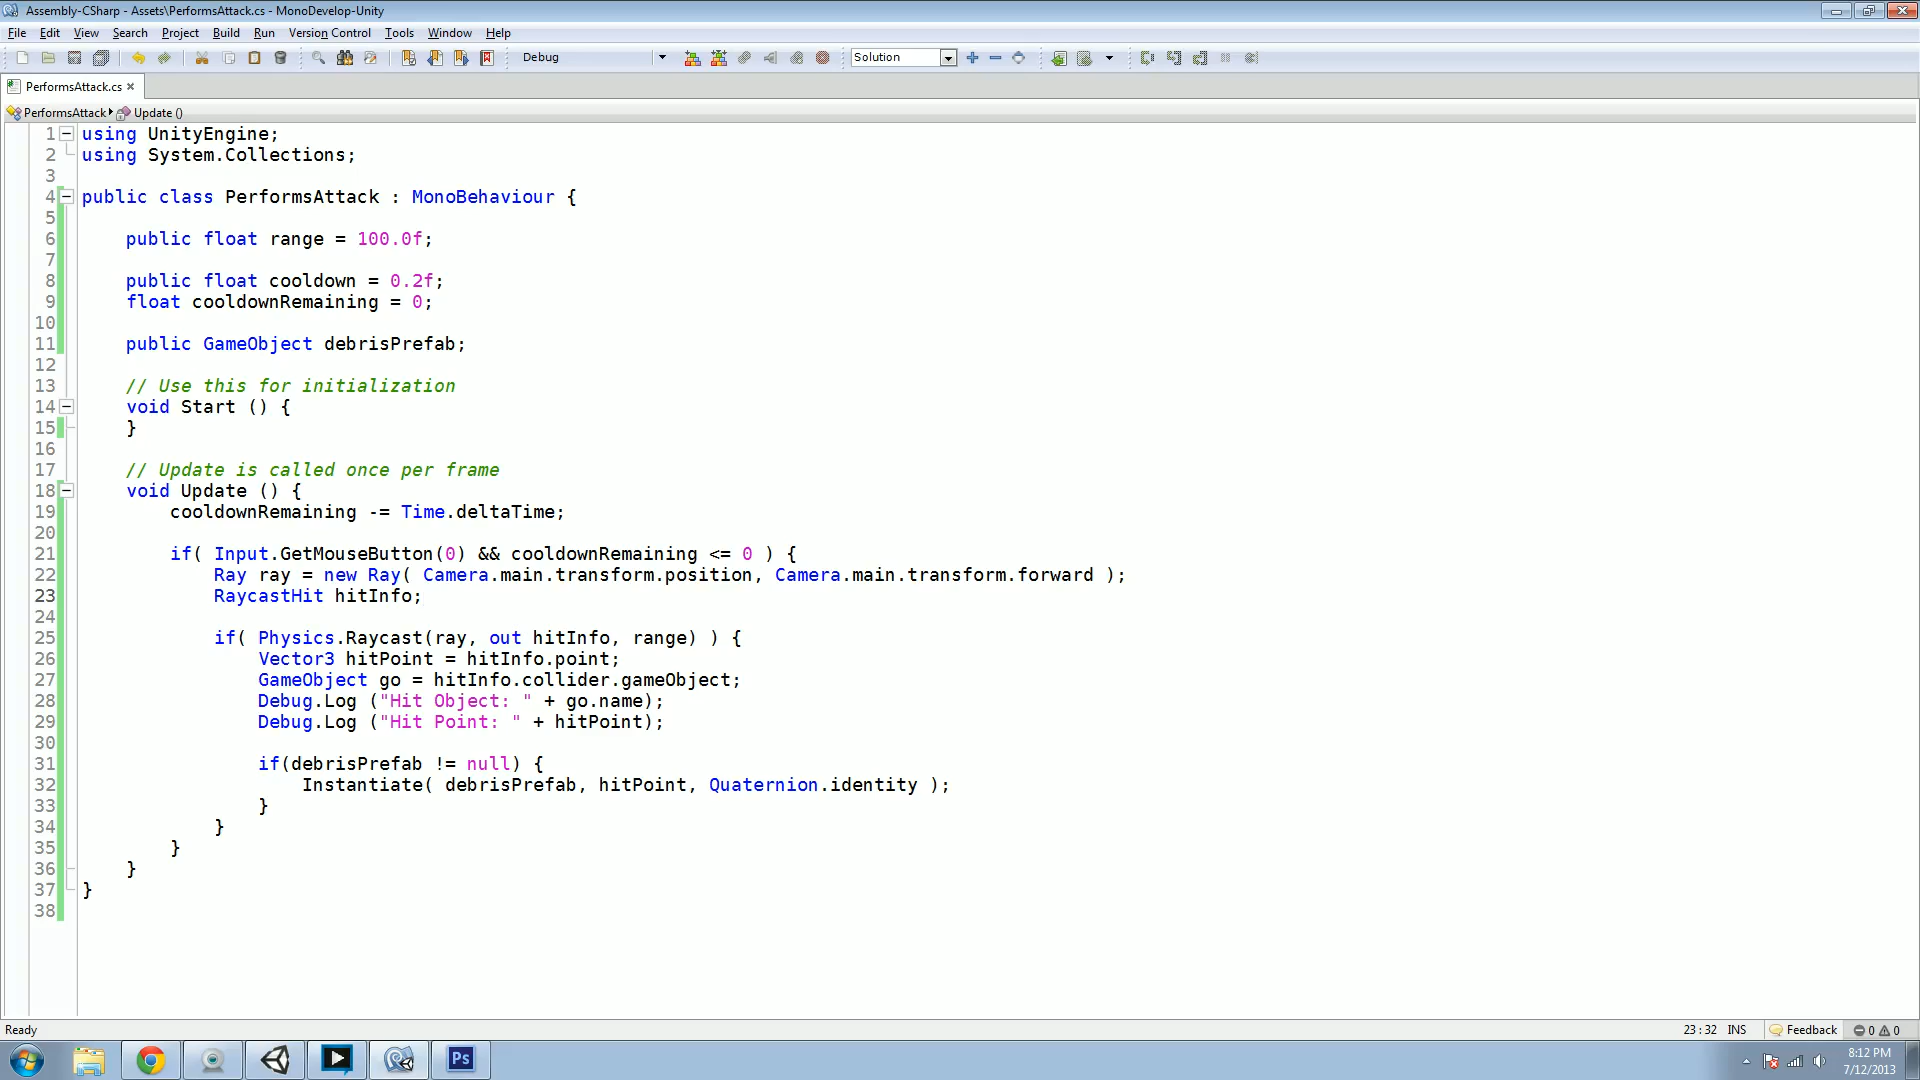 Assembly-CSharp - Assets\PerformsAttack.cs - MonoDevelop-Unity
File Edit View Search Project Build Run Version Control Tools Window Help
Debug Solution
PerformsAttack.cs
PerformsAttack Update ()
1 using UnityEngine;
2 using System.Collections;
3
4 public class PerformsAttack : MonoBehaviour {
5
6 public float range = 100.0f;
7
8 public float cooldown = 0.2f;
9 float cooldownRemaining = 0;
10
11 public GameObject debrisPrefab;
12
13 // Use this for initialization
14 void Start () {
15 }
16
17 // Update is called once per frame
18 void Update () {
19 cooldownRemaining -= Time.deltaTime;
20
21 if( Input.GetMouseButton(0) && cooldownRemaining <= 0 ) {
22 Ray ray = new Ray( Camera.main.transform.position, Camera.main.transform.forward );
23 RaycastHit hitInfo;
24
25 if( Physics.Raycast(ray, out hitInfo, range) ) {
26 Vector3 hitPoint = hitInfo.point;
27 GameObject go = hitInfo.collider.gameObject;
28 Debug.Log ("Hit Object: " + go.name);
29 Debug.Log ("Hit Point: " + hitPoint);
30
31 if(debrisPrefab != null) {
32 Instantiate( debrisPrefab, hitPoint, Quaternion.identity );
33 }
34 }
35 }
36 }
37 }
38
Ready 23 : 32 INS Feedback 0 0
Ps
8:12 PM
7/12/2013